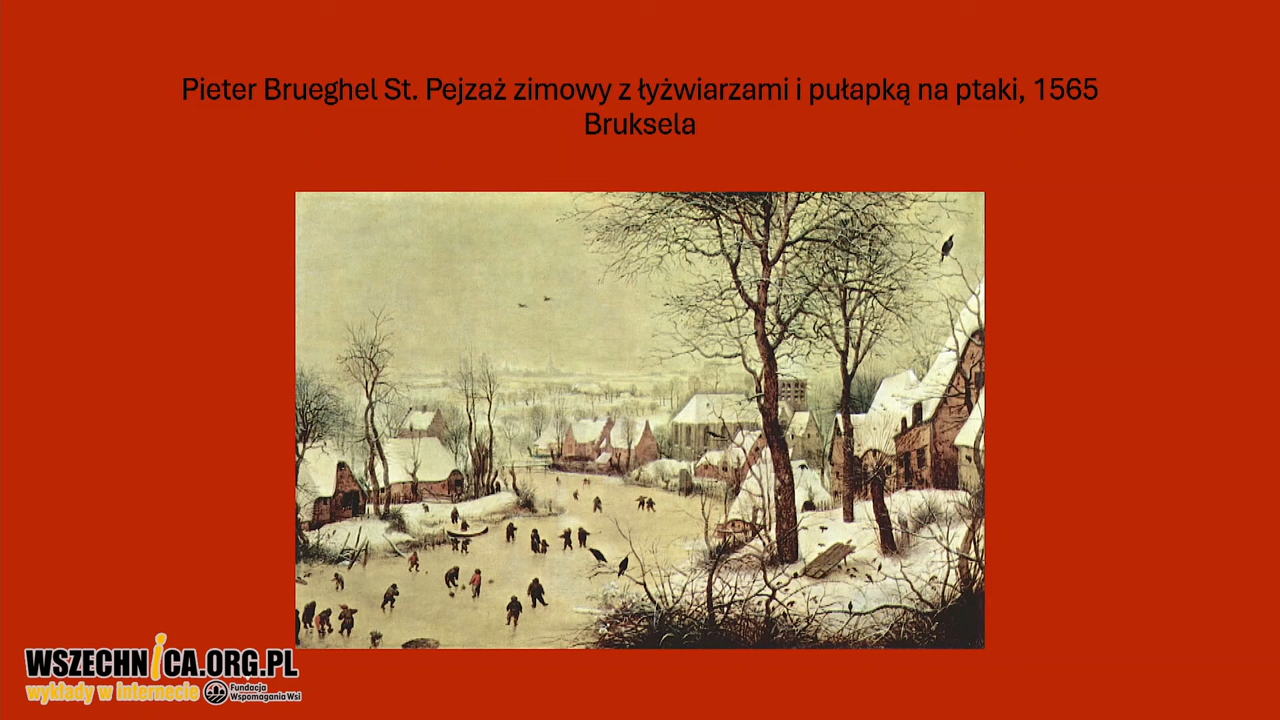 Pieter Brueghel St. Pejzaż zimowy z łyżwiarzami i pułapką na ptaki, 1565
Bruksela
WSZECHNiCA.ORG.PL
wykłady w internecie
Fundacja
Wspomagania Wsi